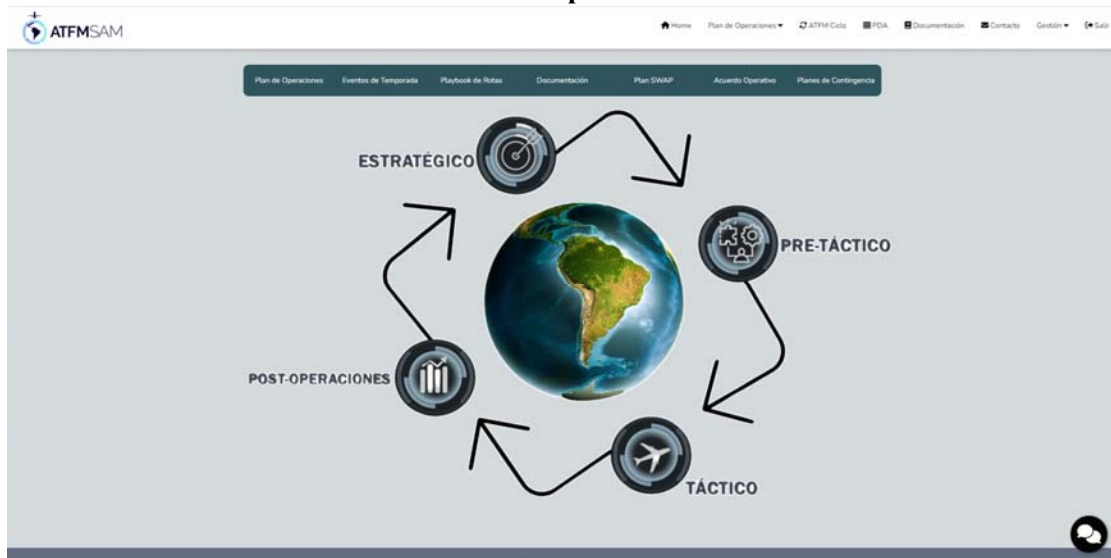 ATFMSAM
Home Plan de Operaciones ATFM Ciclo PDA Documentación Contacto Gestión Salir
Plan de Operaciones Eventos de Temporada Playbook de Rotas Documentación Plan SWAP Acuerdo Operativo Planes de Contingencia
ESTRATÉGICO
PRE-TÁCTICO
POST-OPERACIONES
TÁCTICO